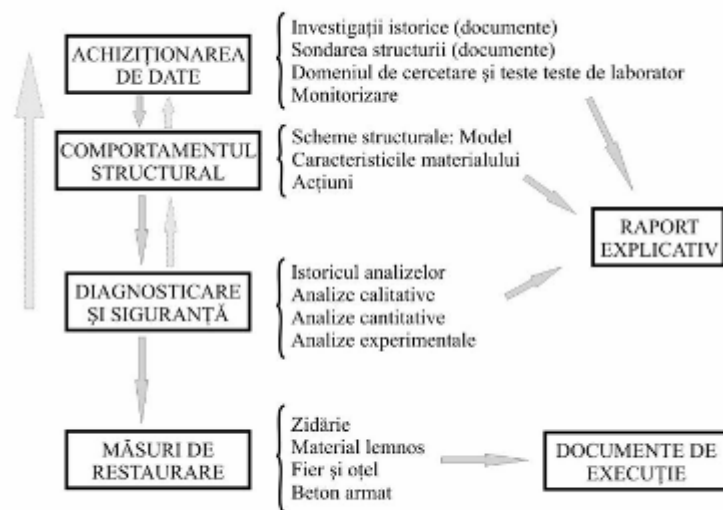 ACHIZIȚIONAREA
DE DATE
Investigații istorice (documente)
Sondarea structurii (documente)
Domeniul de cercetare și teste teste de laborator
Monitorizare
COMPORTAMENTUL
STRUCTURAL
Scheme structurale: Model
Caracteristicile materialului
Acțiuni
RAPORT
EXPLICATIV
DIAGNOSTICARE
ȘI SIGURANȚĂ
Istoricul analizelor
Analize calitative
Analize cantitative
Analize experimentale
MĂSURI DE
RESTAURARE
Zidărie
Material lemnos
Fier și oțel
Beton armat
DOCUMENTE DE
EXECUȚIE